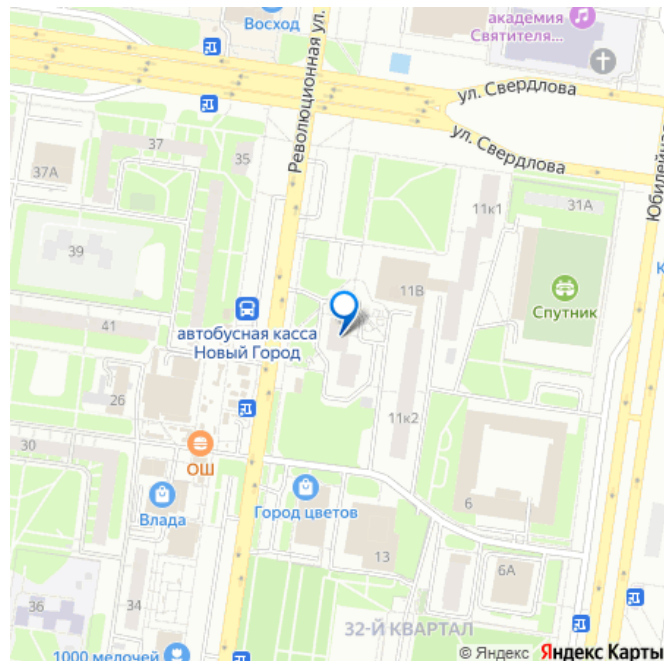 Восход
академия
Святителя...
Революционная ул.
ул. Свердлова
ул. Свердлова
37
35
37А
11к1
31А
Юбилейная
39
11В
Спутник
К
автобусная касса
Новый Город
41
26
11к2
30
ОШ
Влада
Город цветов
6
13
6А
36
34
32-Й КВАРТАЛ
1000 мелочей
© Яндекс Яндекс Карты